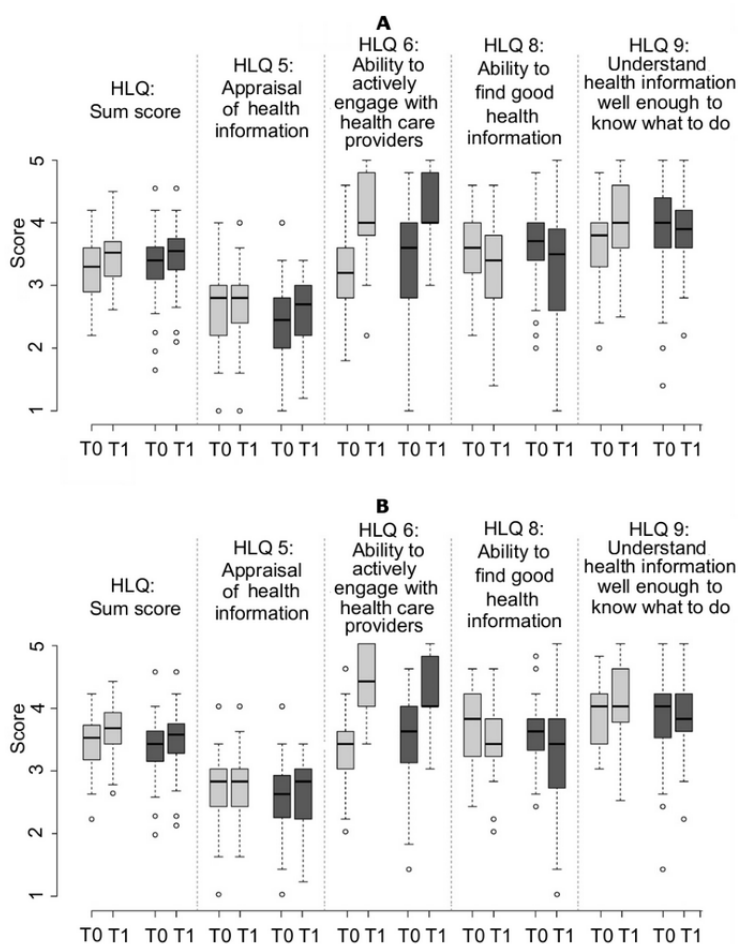 A
HLQ:
Sum score
HLQ 5:
Appraisal
of health
information
HLQ 6:
Ability to
actively
engage with
health care
providers
HLQ 8:
Ability to
find good
health
information
HLQ 9:
Understand
health information
well enough to
know what to do
Score
5
4
3
2
1
T0 T1 T0 T1 T0 T1 T0 T1 T0 T1 T0 T1 T0 T1 T0 T1 T0 T1 T0 T1
B
HLQ:
Sum score
HLQ 5:
Appraisal
of health
information
HLQ 6:
Ability to
actively
engage with
health care
providers
HLQ 8:
Ability to
find good
health
information
HLQ 9:
Understand
health information
well enough to
know what to do
Score
5
4
3
2
1
T0 T1 T0 T1 T0 T1 T0 T1 T0 T1 T0 T1 T0 T1 T0 T1 T0 T1 T0 T1